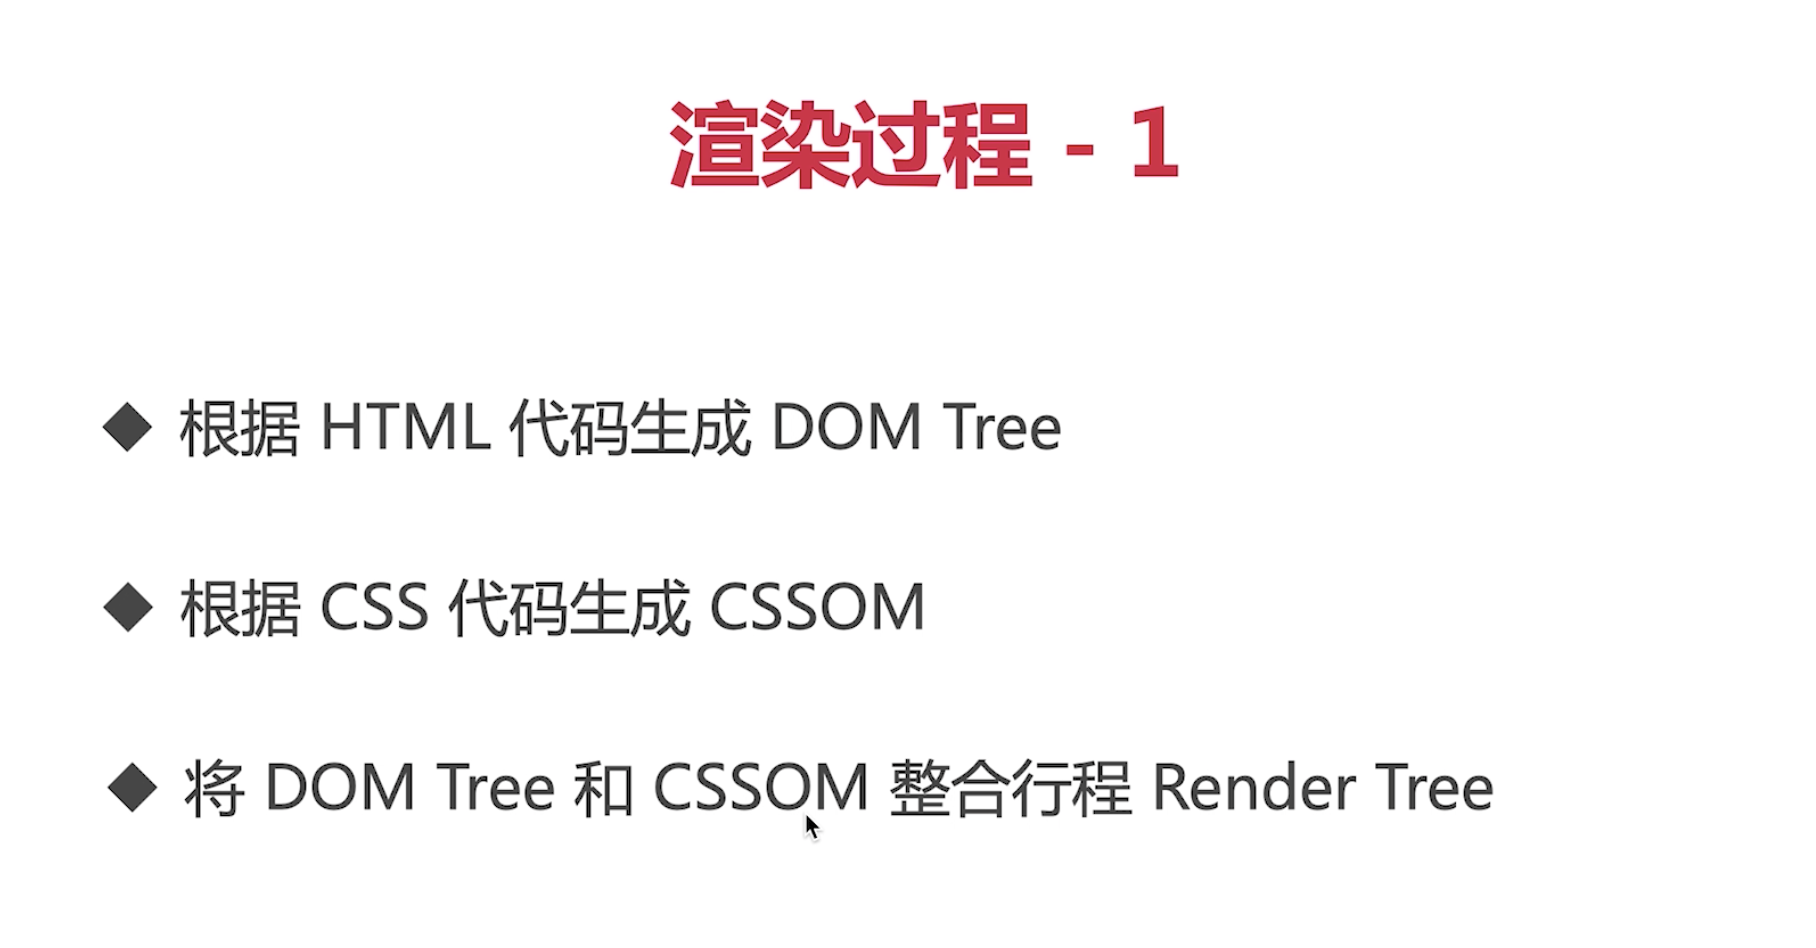 渲染过程 - 1
◆ 根据 HTML 代码生成 DOM Tree
◆ 根据 CSS 代码生成 CSSOM
◆ 将 DOM Tree 和 CSSOM 整合行程 Render Tree